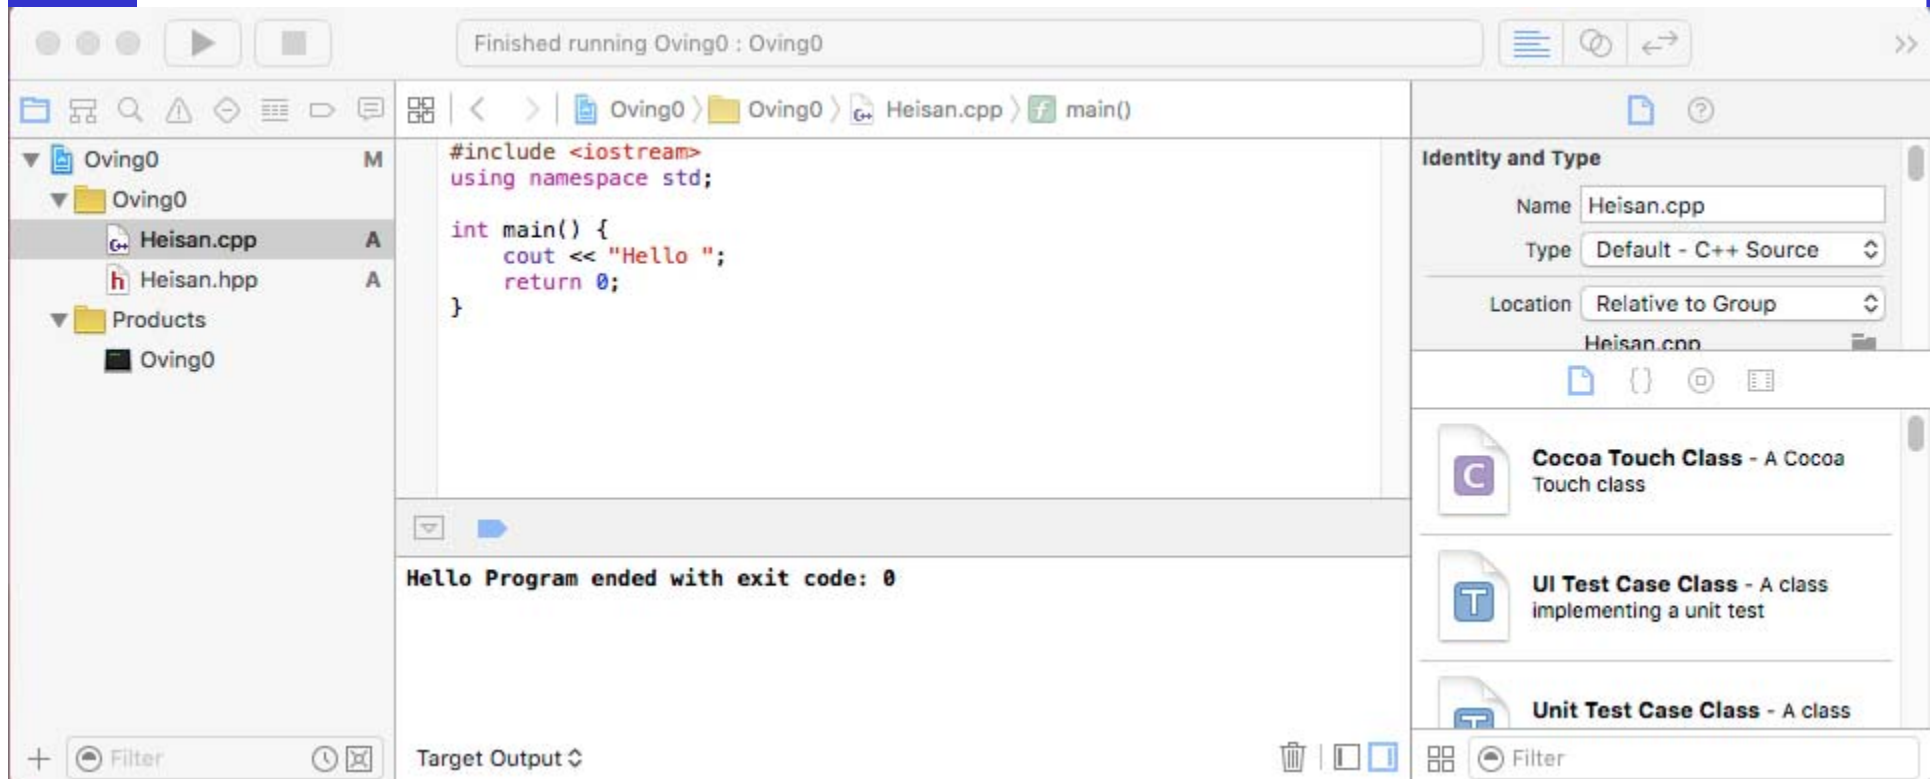 Finished running Oving0 : Oving0
Oving0 M
Oving0
Heisan.cpp A
Heisan.hpp A
Products
Oving0
Filter
Oving0 Oving0 Heisan.cpp main()
#include <iostream>
using namespace std;
int main() {
cout << "Hello ";
return 0;
}
Hello Program ended with exit code: 0
Target Output
Identity and Type
Name Heisan.cpp
Type Default - C++ Source
Location Relative to Group
Heisan.cpp
Cocoa Touch Class - A Cocoa
Touch class
UI Test Case Class - A class
implementing a unit test
Unit Test Case Class - A class
Filter